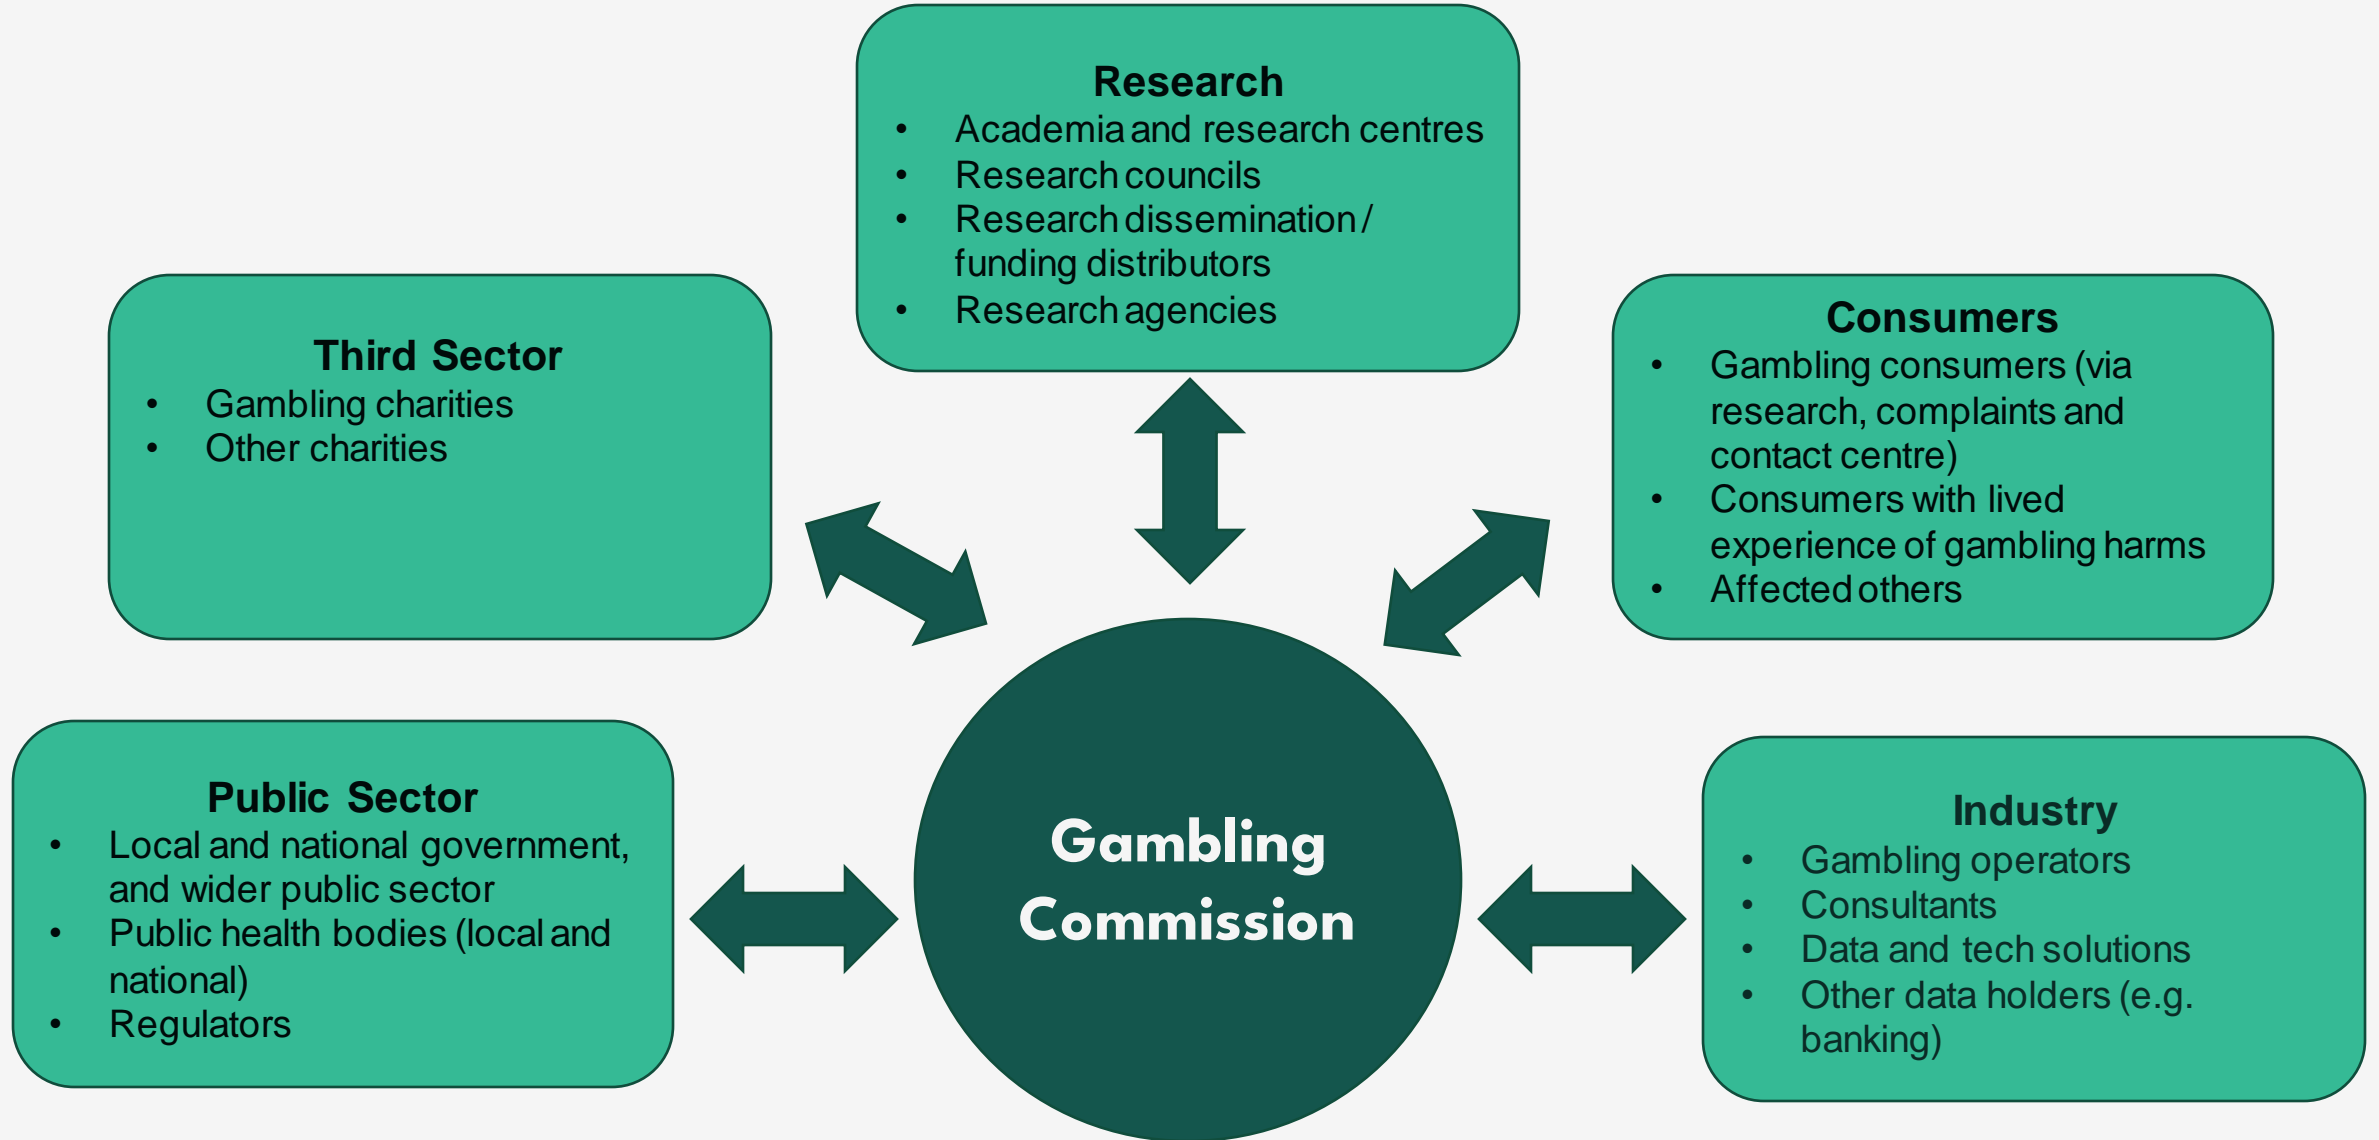 Research
• Academia and research centres
• Research councils
• Research dissemination /
funding distributors
• Research agencies
Third Sector
• Gambling charities
• Other charities
Consumers
• Gambling consumers (via
research, complaints and
contact centre)
• Consumers with lived
experience of gambling harms
• Affected others
Public Sector
• Local and national government,
and wider public sector
• Public health bodies (local and
national)
• Regulators
Gambling
Commission
Industry
• Gambling operators
• Consultants
• Data and tech solutions
• Other data holders (e.g.
banking)